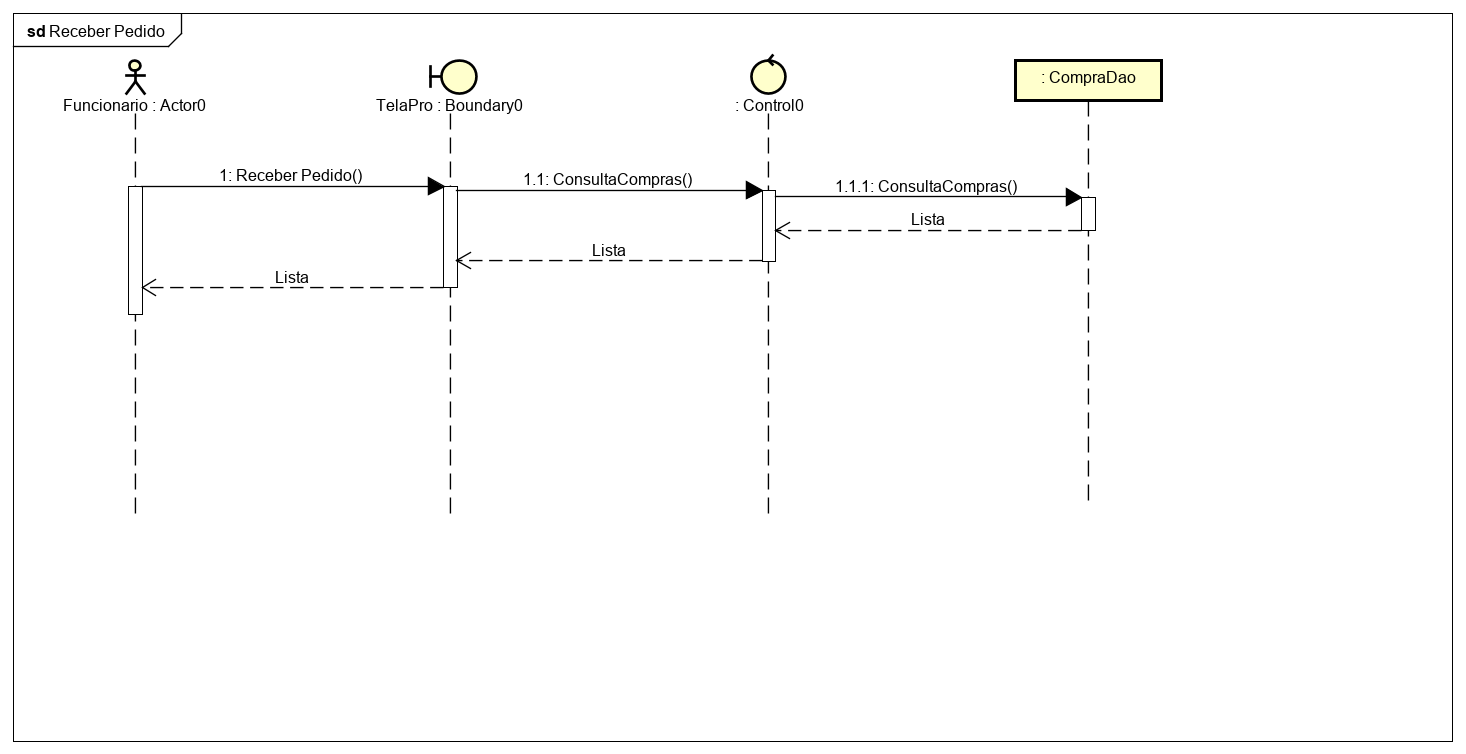 sd Receber Pedido
Funcionario : Actor0
TelaPro : Boundary0
: Control0
: CompraDao
1: Receber Pedido()
1.1: ConsultaCompras()
1.1.1: ConsultaCompras()
Lista
Lista
Lista